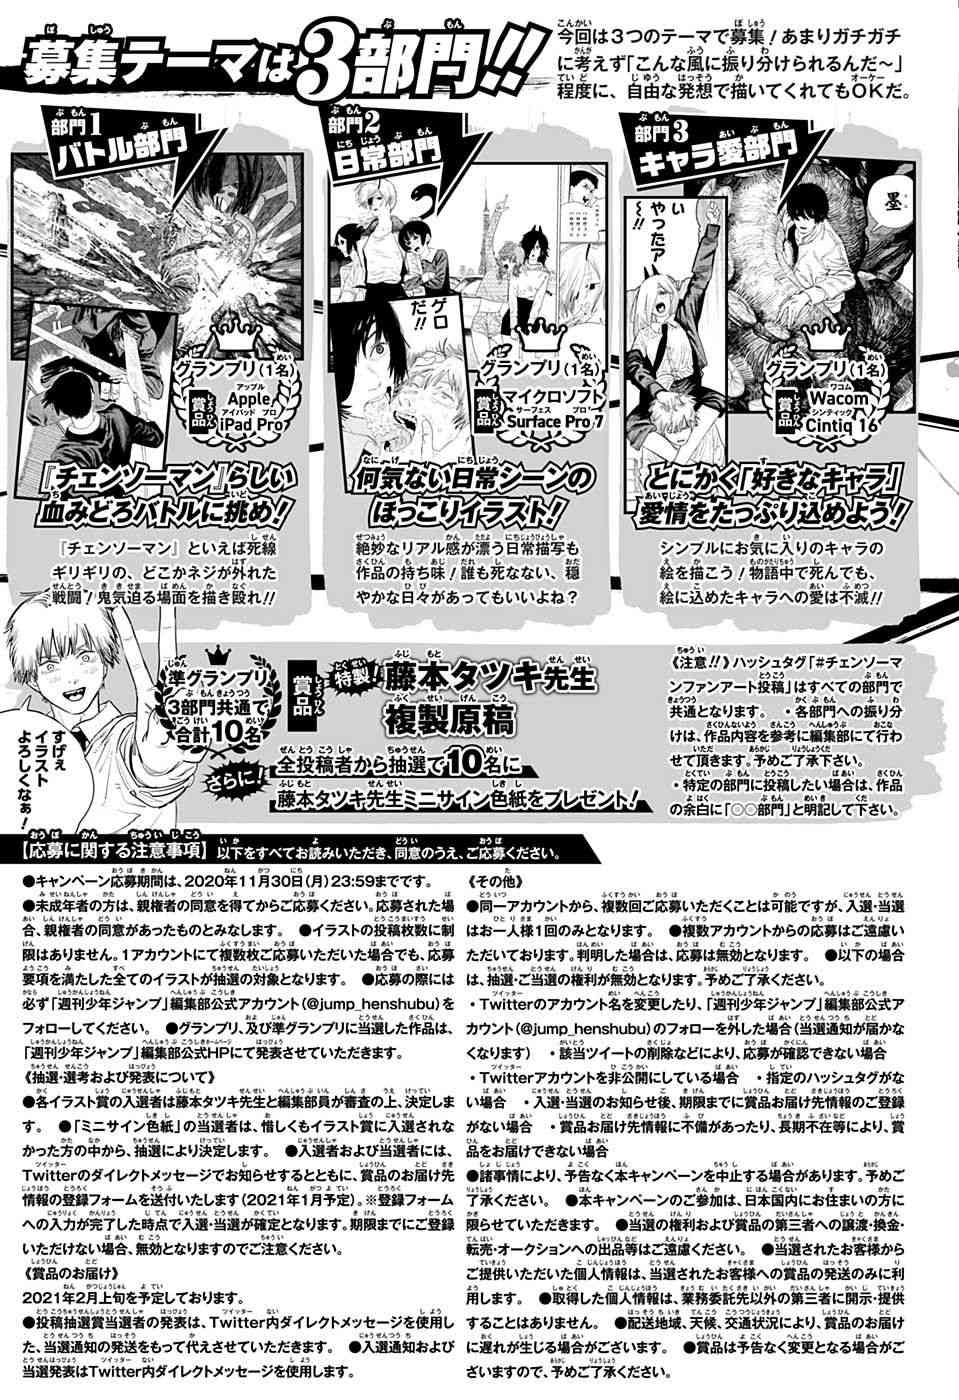 募集テーマは3部門!!
今回は3つのテーマで募集！あまりガチガチ
に考えず「こんな風に振り分けられるんだ〜」
程度に、自由な発想で描いてくれてもOKだ。
部門1
バトル部門
グランプリ(1名)
賞品
Apple
iPad Pro
『チェンソーマン』らしい
血みどろバトルに挑め！
『チェンソーマン』といえば死線
ギリギリの、どこかネジが外れた
戦闘！鬼気迫る場面を描き殴れ!!
部門2
日常部門
ゲロ
だ!!
グランプリ(1名)
賞品
マイクロソフト
Surface Pro 7
何気ない日常シーンの
ほっこりイラスト！
絶妙なリアル感が漂う日常描写も
作品の持ち味！誰も死なない、穏
やかな日々があってもいいよね？
部門3
キャラ愛部門
墨
いやったア〜!!
グランプリ(1名)
賞品
Wacom
Cintiq 16
とにかく「好きなキャラ」
愛情をたっぷり込めよう！
シンプルにお気に入りのキャラの
絵を描こう！物語中で死んでも、
絵に込めたキャラへの愛は不滅!!
すげえ
イラスト
よろしくなぁ！
準グランプリ
3部門共通で
合計10名
賞品
特製！
藤本タツキ先生
複製原稿
さらに！
全投稿者から抽選で10名に
藤本タツキ先生ミニサイン色紙をプレゼント！
《注意!!》ハッシュタグ「#チェンソーマ
ンファンアート投稿」はすべての部門で
共通となります。 ・各部門への振り分
けは、作品内容を参考に編集部にて行わ
せて頂きます。予めご了承下さい。
・特定の部門に投稿したい場合は、作品
の余白に「○○部門」と明記して下さい。
【応募に関する注意事項】以下をすべてお読みいただき、同意のうえ、ご応募ください。
●キャンペーン応募期間は、2020年11月30日(月)23:59までです。
●未成年者の方は、親権者の同意を得てからご応募ください。応募された場
合、親権者の同意があったものとみなします。 ●イラストの投稿枚数に制
限はありません。1アカウントにて複数枚ご応募いただいた場合でも、応募
要項を満たした全てのイラストが抽選の対象となります。 ●応募の際には
必ず「週刊少年ジャンプ」編集部公式アカウント(@jump_henshubu)を
フォローしてください。 ●グランプリ、及び準グランプリに当選した作品は、
「週刊少年ジャンプ」編集部公式HPにて発表させていただきます。
《抽選・選考および発表について》
●各イラスト賞の入選者は藤本タツキ先生と編集部員が審査の上、決定しま
す。 ●「ミニサイン色紙」の当選者は、惜しくもイラスト賞に入選されな
かった方の中から、抽選により決定します。 ●入選者および当選者には、
Twitterのダイレクトメッセージでお知らせするとともに、賞品のお届け先
情報の登録フォームを送付いたします(2021年1月予定)。※登録フォーム
への入力が完了した時点で入選・当選が確定となります。期限までにご登録
いただけない場合、無効となりますのでご注意ください。
《賞品のお届け》
2021年2月上旬を予定しております。
●投稿抽選賞当選者の発表は、Twitter内ダイレクトメッセージを使用し
た、当選通知の発送をもって代えさせていただきます。 ●入選通知および
当選発表はTwitter内ダイレクトメッセージを使用します。
《その他》
●同一アカウントから、複数回ご応募いただくことは可能ですが、入選・当選
はお一人様1回のみとなります。 ●複数アカウントからの応募はご遠慮い
ただいております。判明した場合は、応募は無効となります。 ●以下の場合
は、抽選・ご当選の権利が無効となります。予めご了承ください。
・Twitterのアカウント名を変更したり、「週刊少年ジャンプ」編集部公式ア
カウント(@jump_henshubu)のフォローを外した場合(当選通知が届かな
くなります) ・該当ツイートの削除などにより、応募が確認できない場合
・Twitterアカウントを非公開にしている場合 ・指定のハッシュタグがな
い場合 ・入選・当選のお知らせ後、期限までに賞品お届け先情報のご登録
がない場合 ・賞品お届け先情報に不備があったり、長期不在等により、賞
品をお届けできない場合
●諸事情により、予告なく本キャンペーンを中止する場合があります。予めご
了承ください。 ●本キャンペーンのご参加は、日本国内にお住まいの方に
限らせていただきます。 ●当選の権利および賞品の第三者への譲渡・換金・
転売・オークションへの出品等はご遠慮ください。 ●当選されたお客様から
ご提供いただいた個人情報は、当選されたお客様への賞品の発送のみに利
用します。 ●取得した個人情報は、業務委託先以外の第三者に開示・提供
することはありません。 ●配送地域、天候、交通状況により、賞品のお届け
に遅れが生じる場合がございます。 ●賞品は予告なく変更となる場合がご
ざいますので、予めご了承ください。